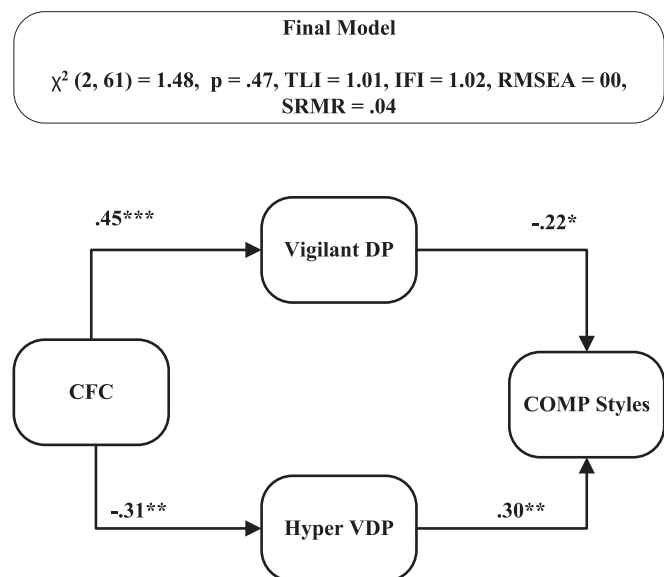 Final Model
χ² (2, 61) = 1.48, p = .47, TLI = 1.01, IFI = 1.02, RMSEA = 00,
SRMR = .04
.45***
-.22*
Vigilant DP
CFC
COMP Styles
-.31**
.30**
Hyper VDP